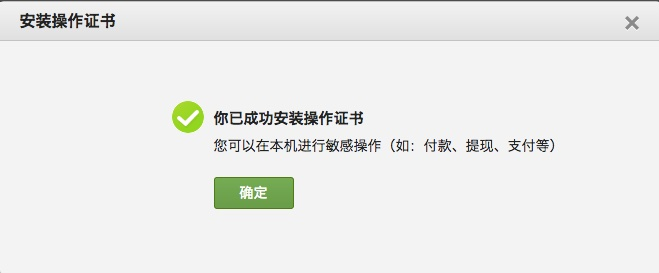 安装操作证书
你已成功安装操作证书
您可以在本机进行敏感操作（如：付款、提现、支付等）
确定